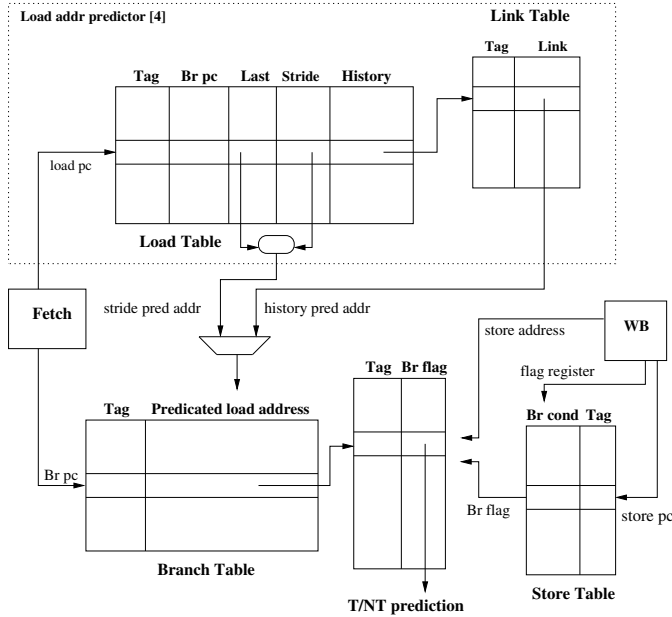 Load addr predictor [4]
Link Table
Tag Link
Tag Br pc Last Stride History
load pc
Load Table
Fetch
stride pred addr
history pred addr
store address
WB
flag register
Tag Br flag
Br cond Tag
Tag Predicated load address
Br pc
Br flag
store pc
Branch Table
Store Table
T/NT prediction